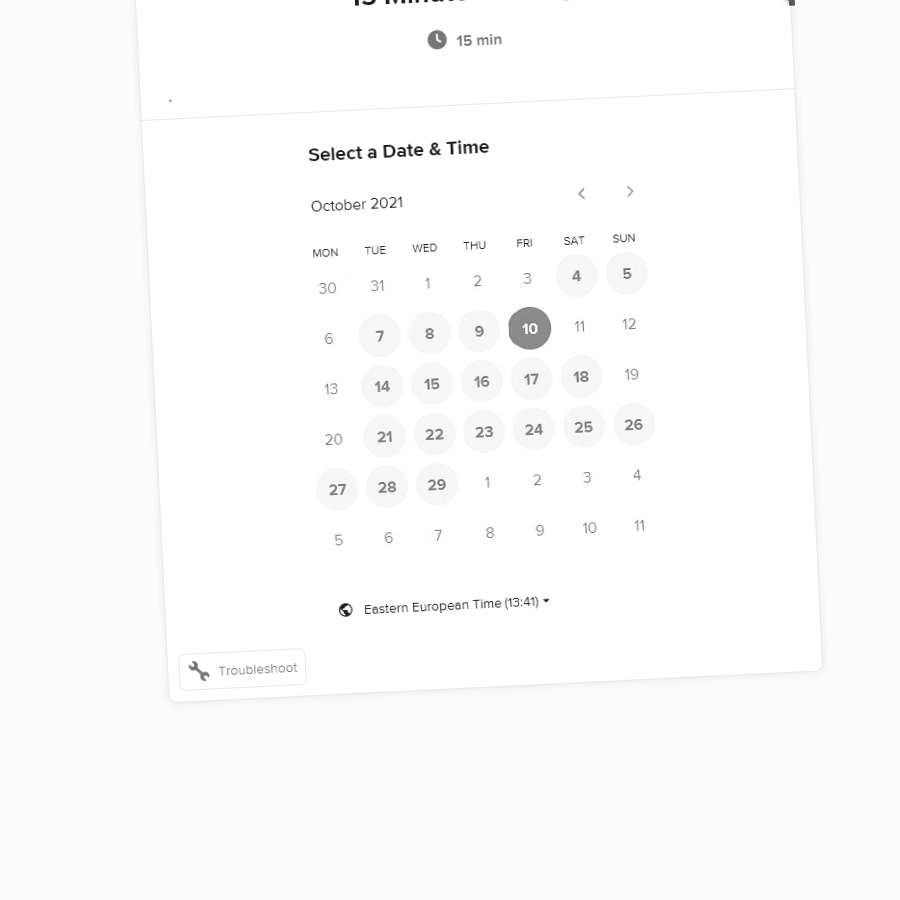 15 min
Select a Date & Time
October 2021
MON TUE WED THU FRI SAT SUN
30 31 1 2 3 4 5
6 7 8 9 10 11 12
13 14 15 16 17 18 19
20 21 22 23 24 25 26
27 28 29 1 2 3 4
5 6 7 8 9 10 11
Eastern European Time (13:41)
Troubleshoot